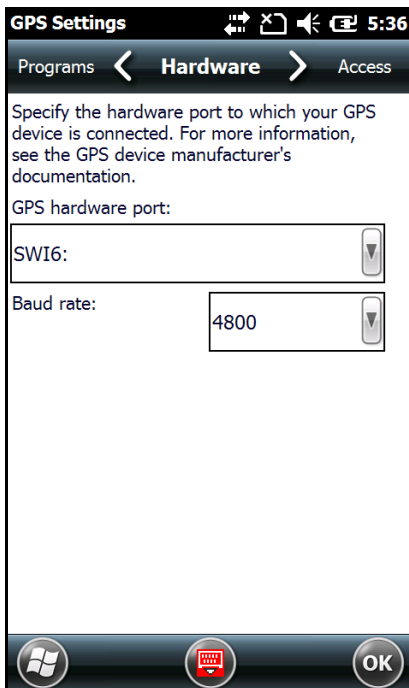 GPS Settings 5:36
Programs Hardware Access
Specify the hardware port to which your GPS
device is connected. For more information,
see the GPS device manufacturer's
documentation.
GPS hardware port:
SWI6:
Baud rate:
4800
OK